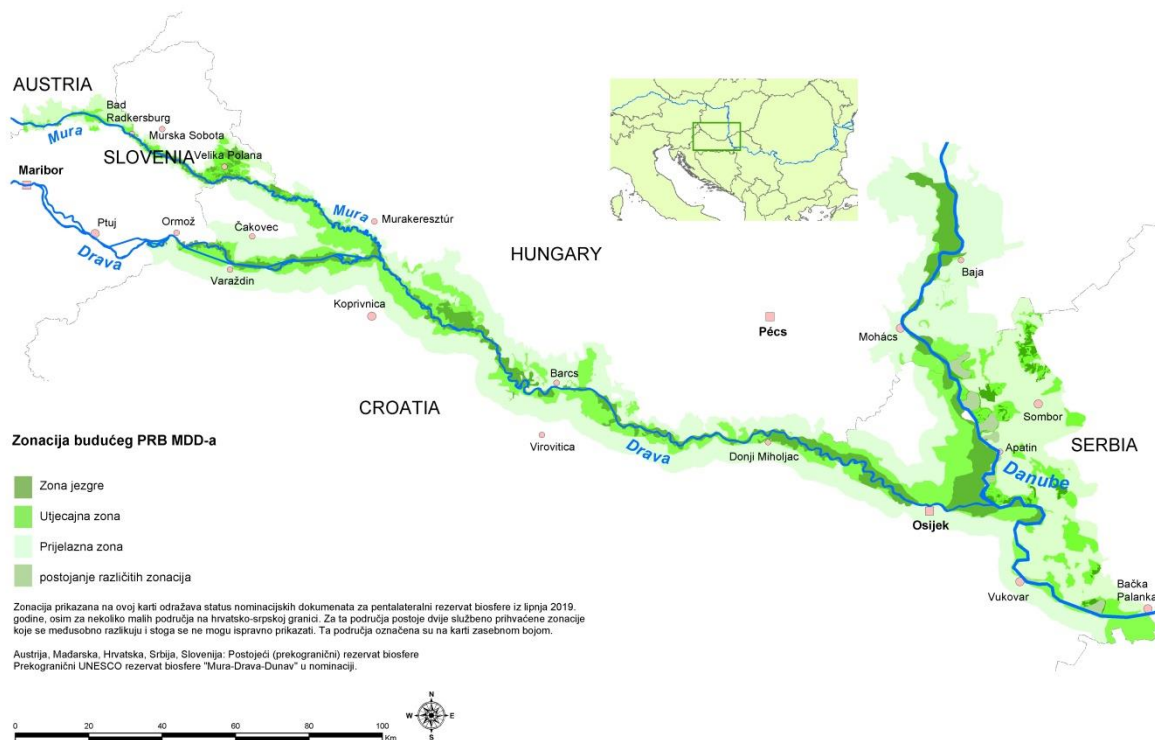 AUSTRIA
Bad
Radkersburg
Mura
Murska Sobota
SLOVENIA
Velika Polana
Maribor
Ptuj
Ormož
Čakovec
Mura
Murakeresztúr
Drava
Varaždin
HUNGARY
Baja
Koprivnica
Pécs
Mohács
Barcs
CROATIA
Sombor
Virovitica
Drava
Donji Miholjac
SERBIA
Apatin
Danube
Osijek
Vukovar
Bačka
Palanka
Zonacija budućeg PRB MDD-a
Zona jezgre
Utjecajna zona
Prijelazna zona
postojanje različitih zonacija
Zonacija prikazana na ovoj karti odražava status nominacijskih dokumenata za pentalateralni rezervat biosfere iz lipnja 2019.
godine, osim za nekoliko malih područja na hrvatsko-srpskoj granici. Za ta područja postoje dvije službeno prihvaćene zonacije
koje se međusobno razlikuju i stoga se ne mogu ispravno prikazati. Ta područja označena su na karti zasebnom bojom.
Austrija, Mađarska, Hrvatska, Srbija, Slovenija: Postojeći (prekogranični) rezervat biosfere
Prekogranični UNESCO rezervat biosfere "Mura-Drava-Dunav" u nominaciji.
N
W E
S
0 20 40 60 80 100
Km